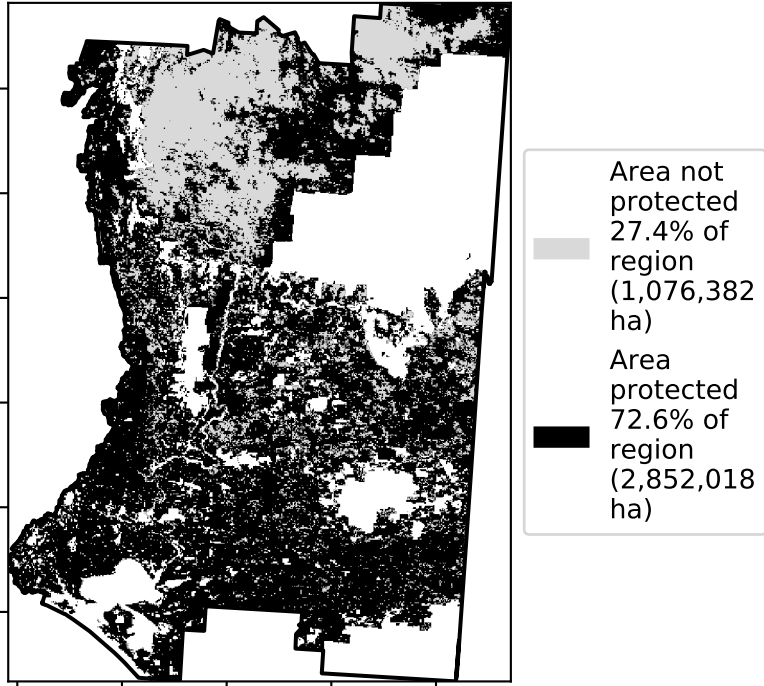 Area not
protected
27.4% of
region
(1,076,382
ha)
Area
protected
72.6% of
region
(2,852,018
ha)